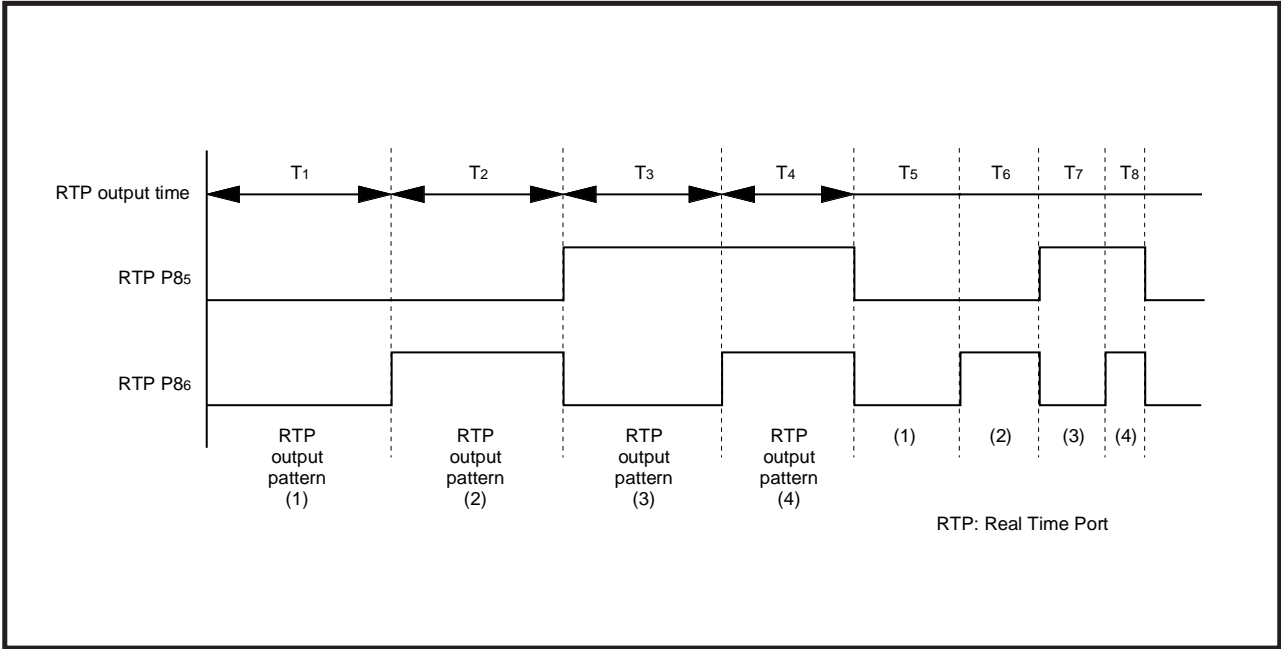 T1 T2 T3 T4 T5 T6 T7 T8
RTP output time
RTP P85
RTP P86
RTP output pattern (1)
RTP output pattern (2)
RTP output pattern (3)
RTP output pattern (4)
(1) (2) (3) (4)
RTP: Real Time Port